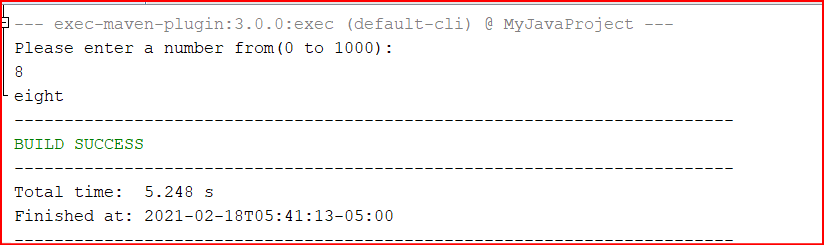 --- exec-maven-plugin:3.0.0:exec (default-cli) @ MyJavaProject ---
Please enter a number from(0 to 1000):
8
eight
------------------------------------------------------------------------
BUILD SUCCESS
------------------------------------------------------------------------
Total time:  5.248 s
Finished at: 2021-02-18T05:41:13-05:00
------------------------------------------------------------------------